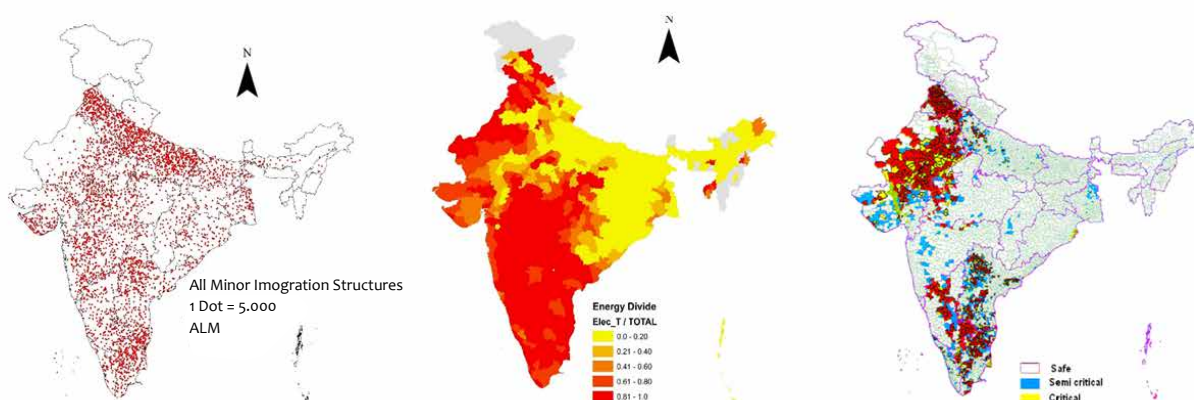 N
All Minor Imogration Structures
1 Dot = 5.000
ALM
N
Energy Divide
Elec_T / TOTAL
0.0 - 0.20
0.21 - 0.40
0.41 - 0.60
0.61 - 0.80
0.81 - 1.0
N
Safe
Semi critical
Critical